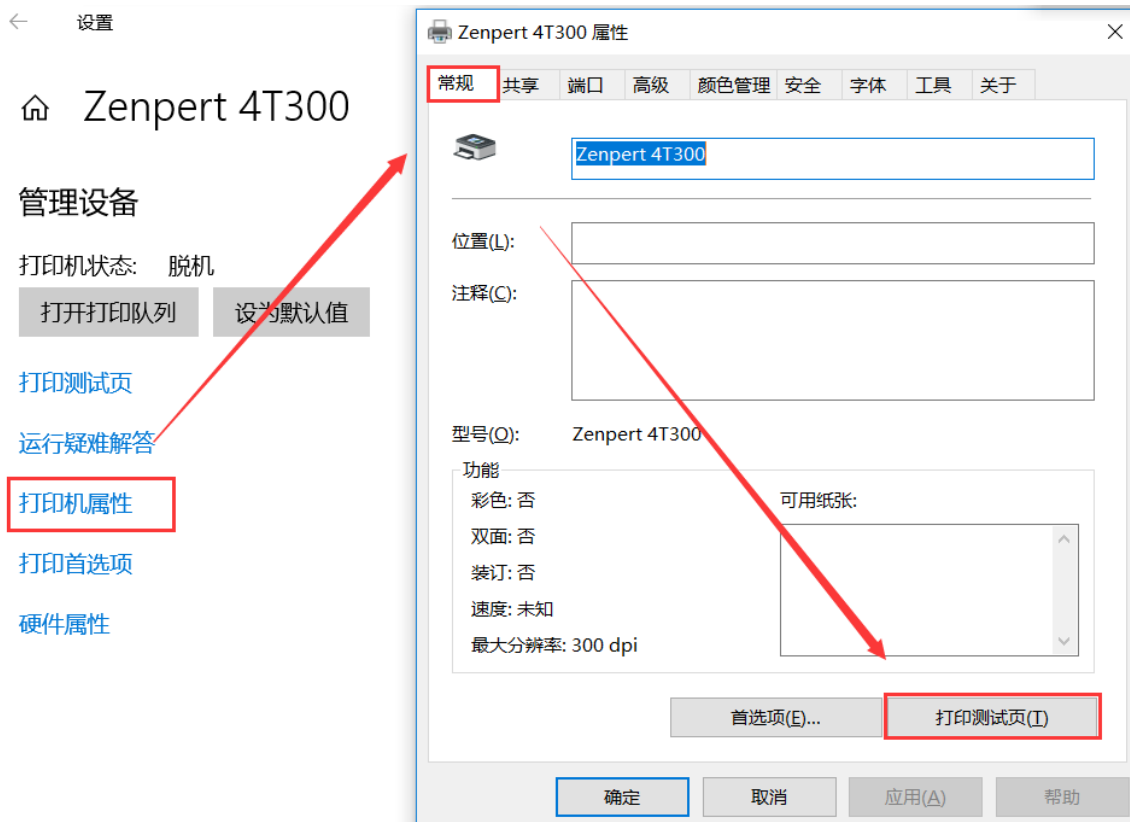 设置
Zenpert 4T300
管理设备
打印机状态: 脱机
打开打印队列 设为默认值
打印测试页
运行疑难解答
打印机属性
打印首选项
硬件属性
Zenpert 4T300 属性
常规 共享 端口 高级 颜色管理 安全 字体 工具 关于
Zenpert 4T300
位置(L):
注释(C):
型号(O): Zenpert 4T300
功能
彩色: 否 可用纸张:
双面: 否
装订: 否
速度: 未知
最大分辨率: 300 dpi
首选项(E)... 打印测试页(T)
确定 取消 应用(A) 帮助